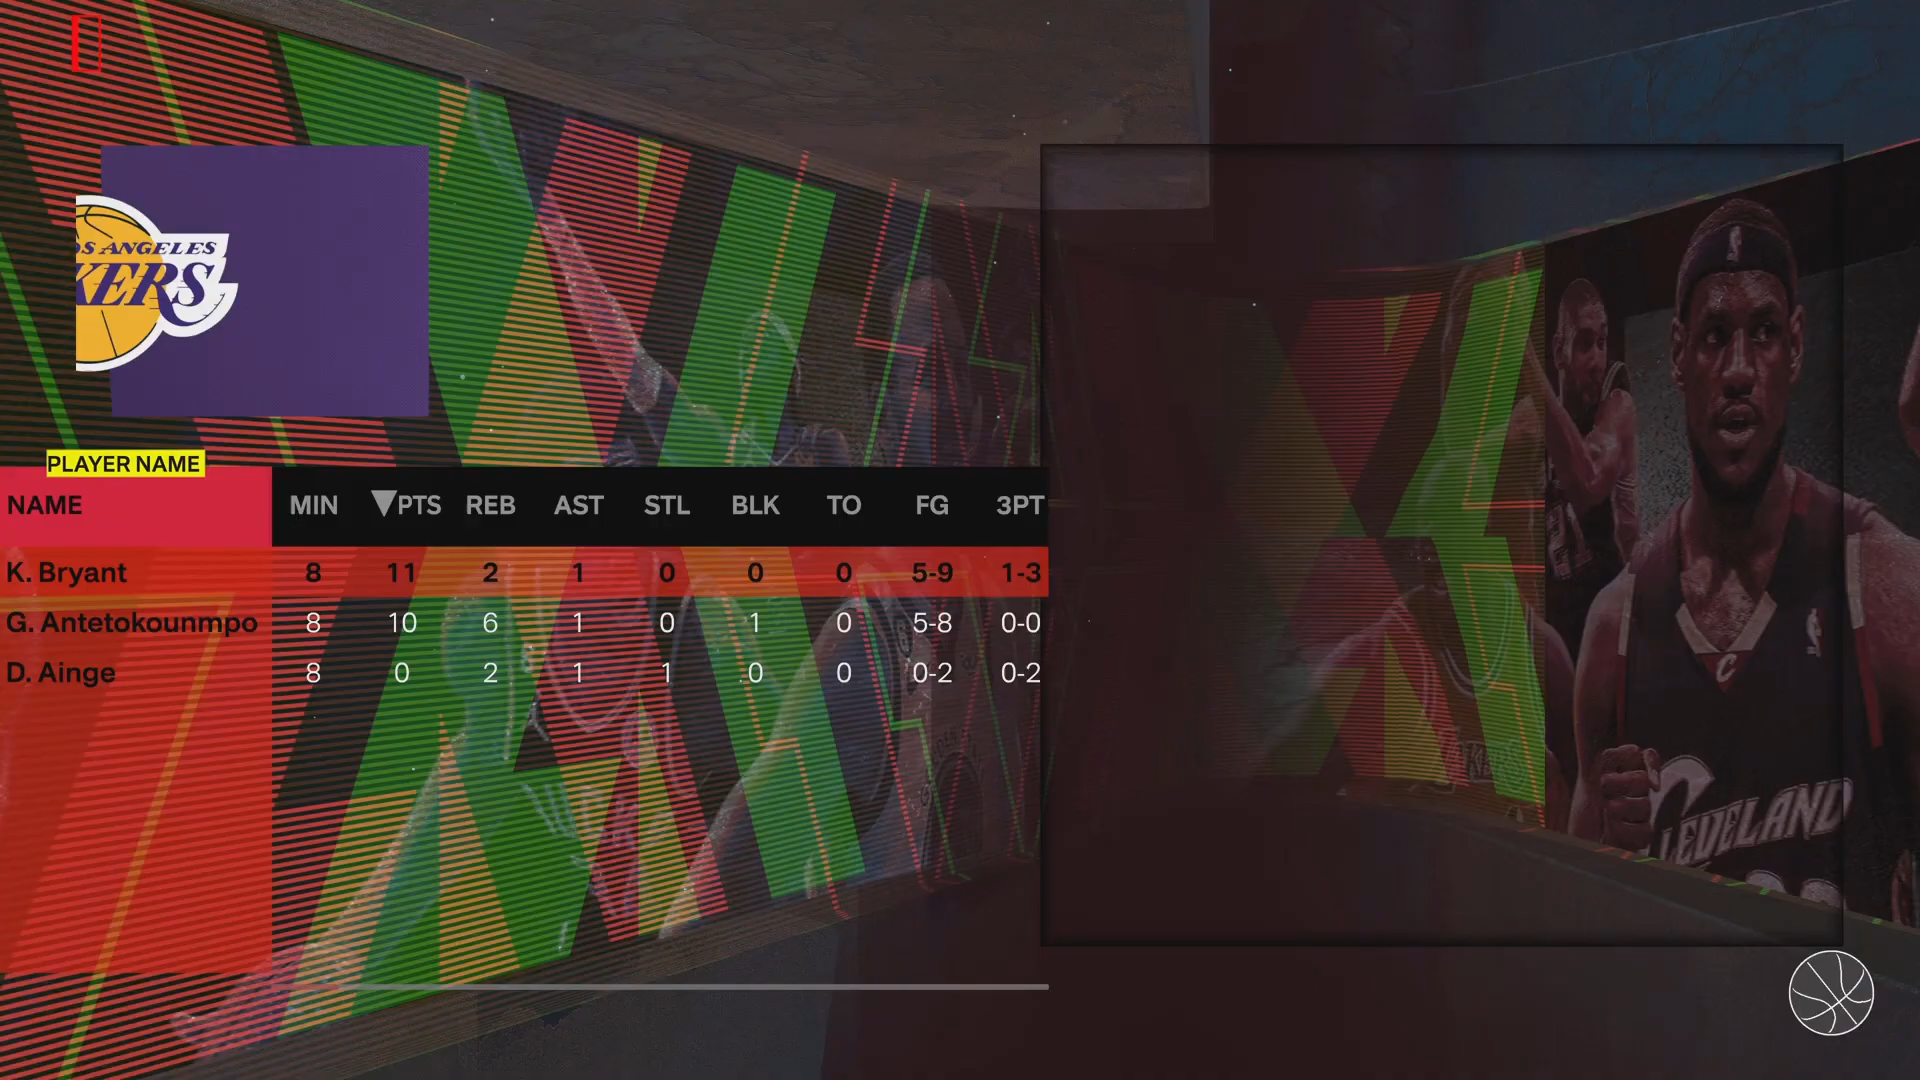 OS ANGELES
KERS
PLAYER NAME
NAME MIN ▼PTS REB AST STL BLK TO FG 3PT
K. Bryant 8 11 2 1 0 0 0 5-9 1-3
G. Antetokounmpo 8 10 6 1 0 1 0 5-8 0-0
D. Ainge 8 0 2 1 1 0 0 0-2 0-2
21
C
CLEVELAND